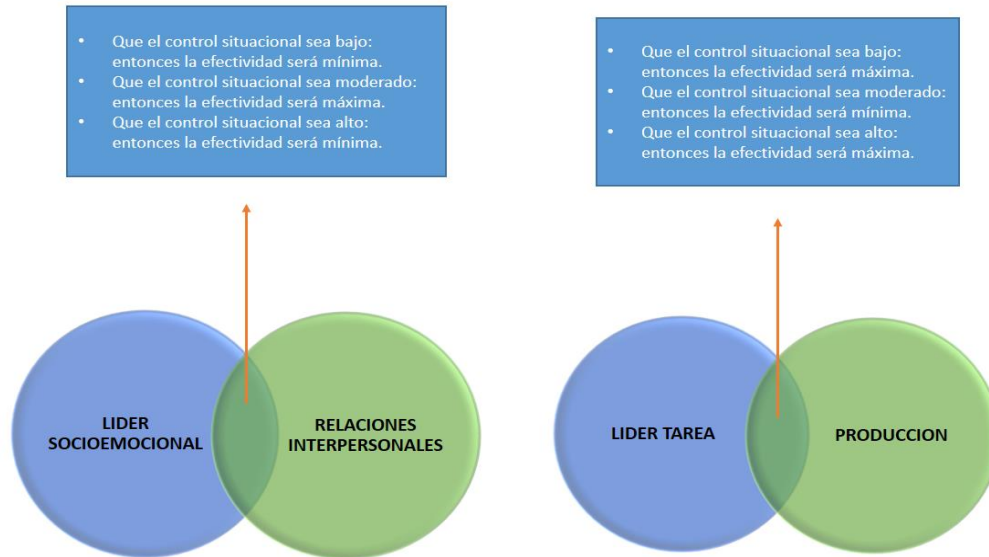 • Que el control situacional sea bajo:
entonces la efectividad será mínima.
• Que el control situacional sea moderado:
entonces la efectividad será máxima.
• Que el control situacional sea alto:
entonces la efectividad será mínima.
• Que el control situacional sea bajo:
entonces la efectividad será máxima.
• Que el control situacional sea moderado:
entonces la efectividad será mínima.
• Que el control situacional sea alto:
entonces la efectividad será máxima.
LIDER
SOCIOEMOCIONAL
RELACIONES
INTERPERSONALES
LIDER TAREA
PRODUCCION